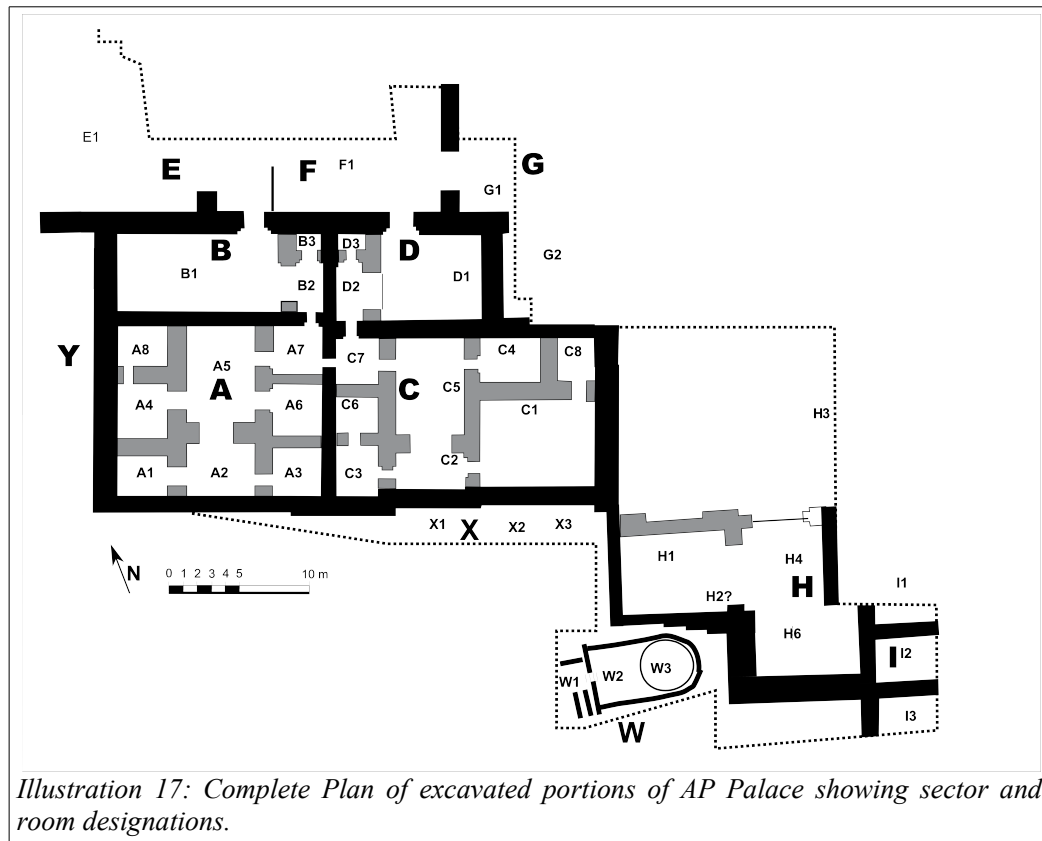 E1
E
F
F1
G
G1
B
B3
D3
D
G2
B1
B2
D2
D1
Y
A8
A5
A7
C7
C4
C8
A
C
C5
A4
A6
C6
C1
H3
A1
A2
A3
C3
C2
X1
X
X2
X3
N
0 1 2 3 4 5 10 m
H1
H4
H
H2?
I1
H6
I2
W1
W2
W3
W
I3
Illustration 17: Complete Plan of excavated portions of AP Palace showing sector and
room designations.